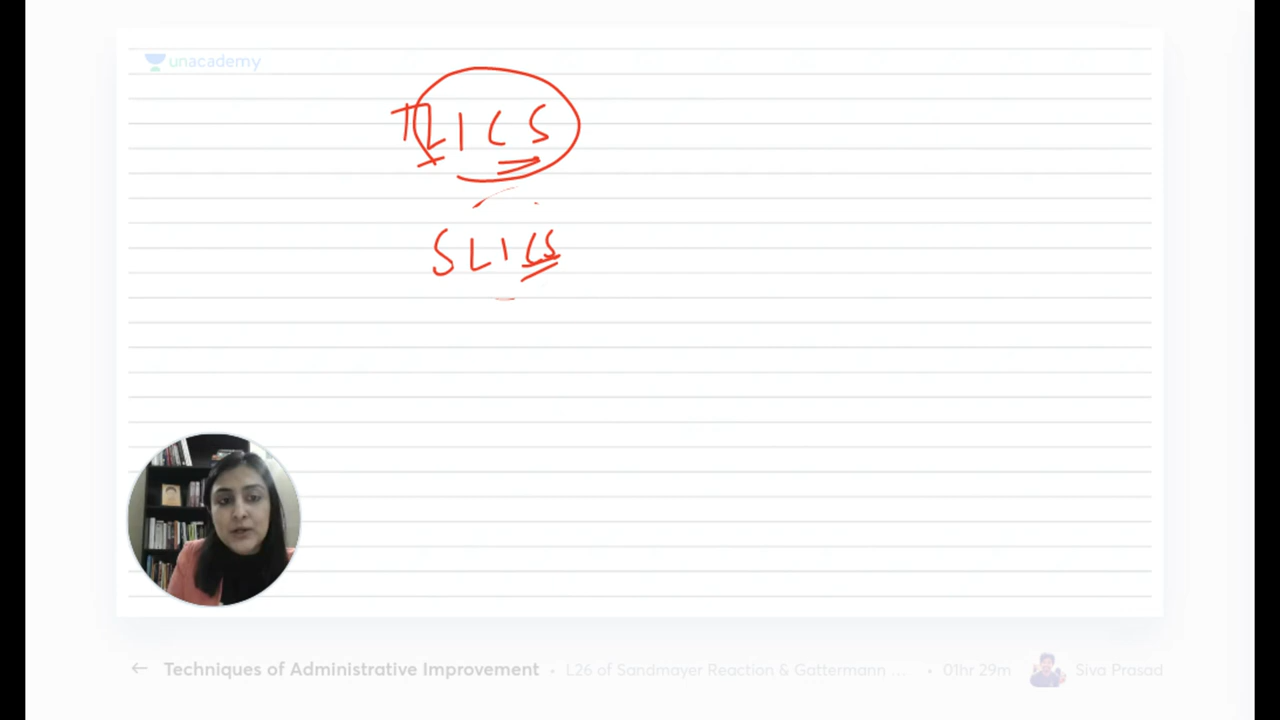 unacademy
TLICS
SLICS
← Techniques of Administrative Improvement • L26 of Sandmayer Reaction & Gattermann ... • 01hr 29m Siva Prasad